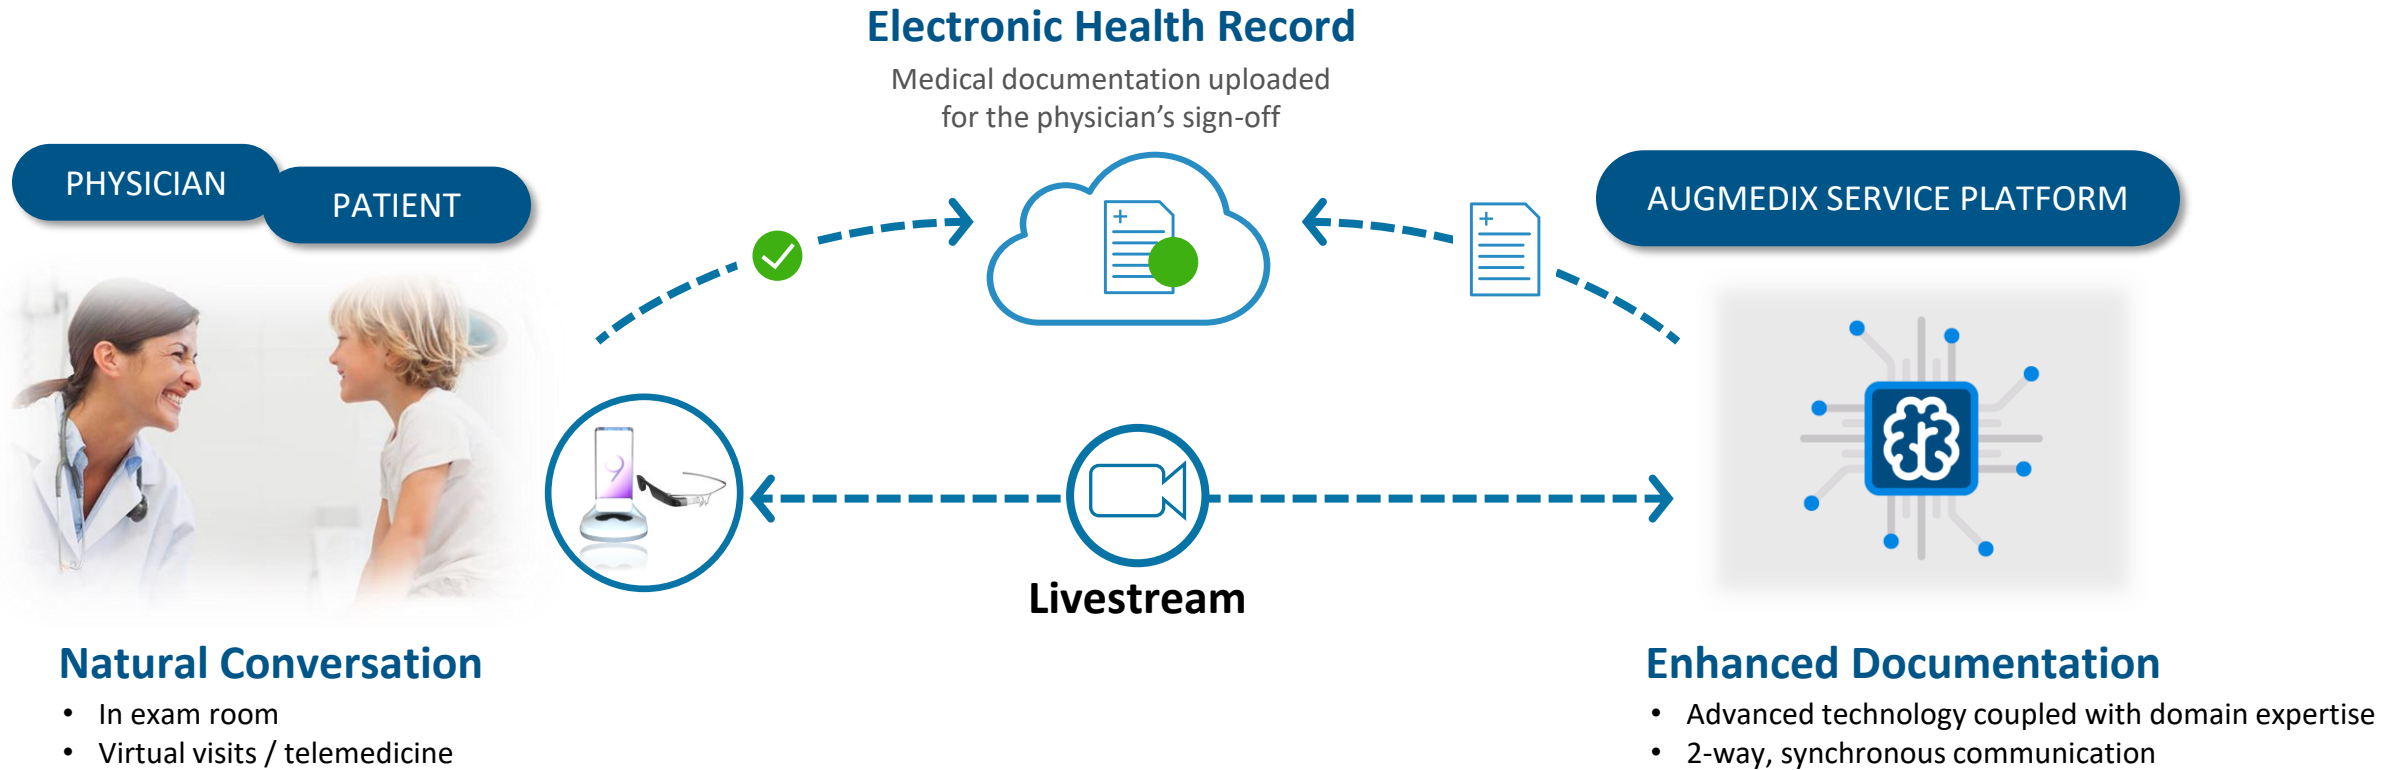 Electronic Health Record
Medical documentation uploaded
for the physician’s sign-off
PHYSICIAN
PATIENT
AUGMEDIX SERVICE PLATFORM
Livestream
Natural Conversation
• In exam room
• Virtual visits / telemedicine
Enhanced Documentation
• Advanced technology coupled with domain expertise
• 2-way, synchronous communication